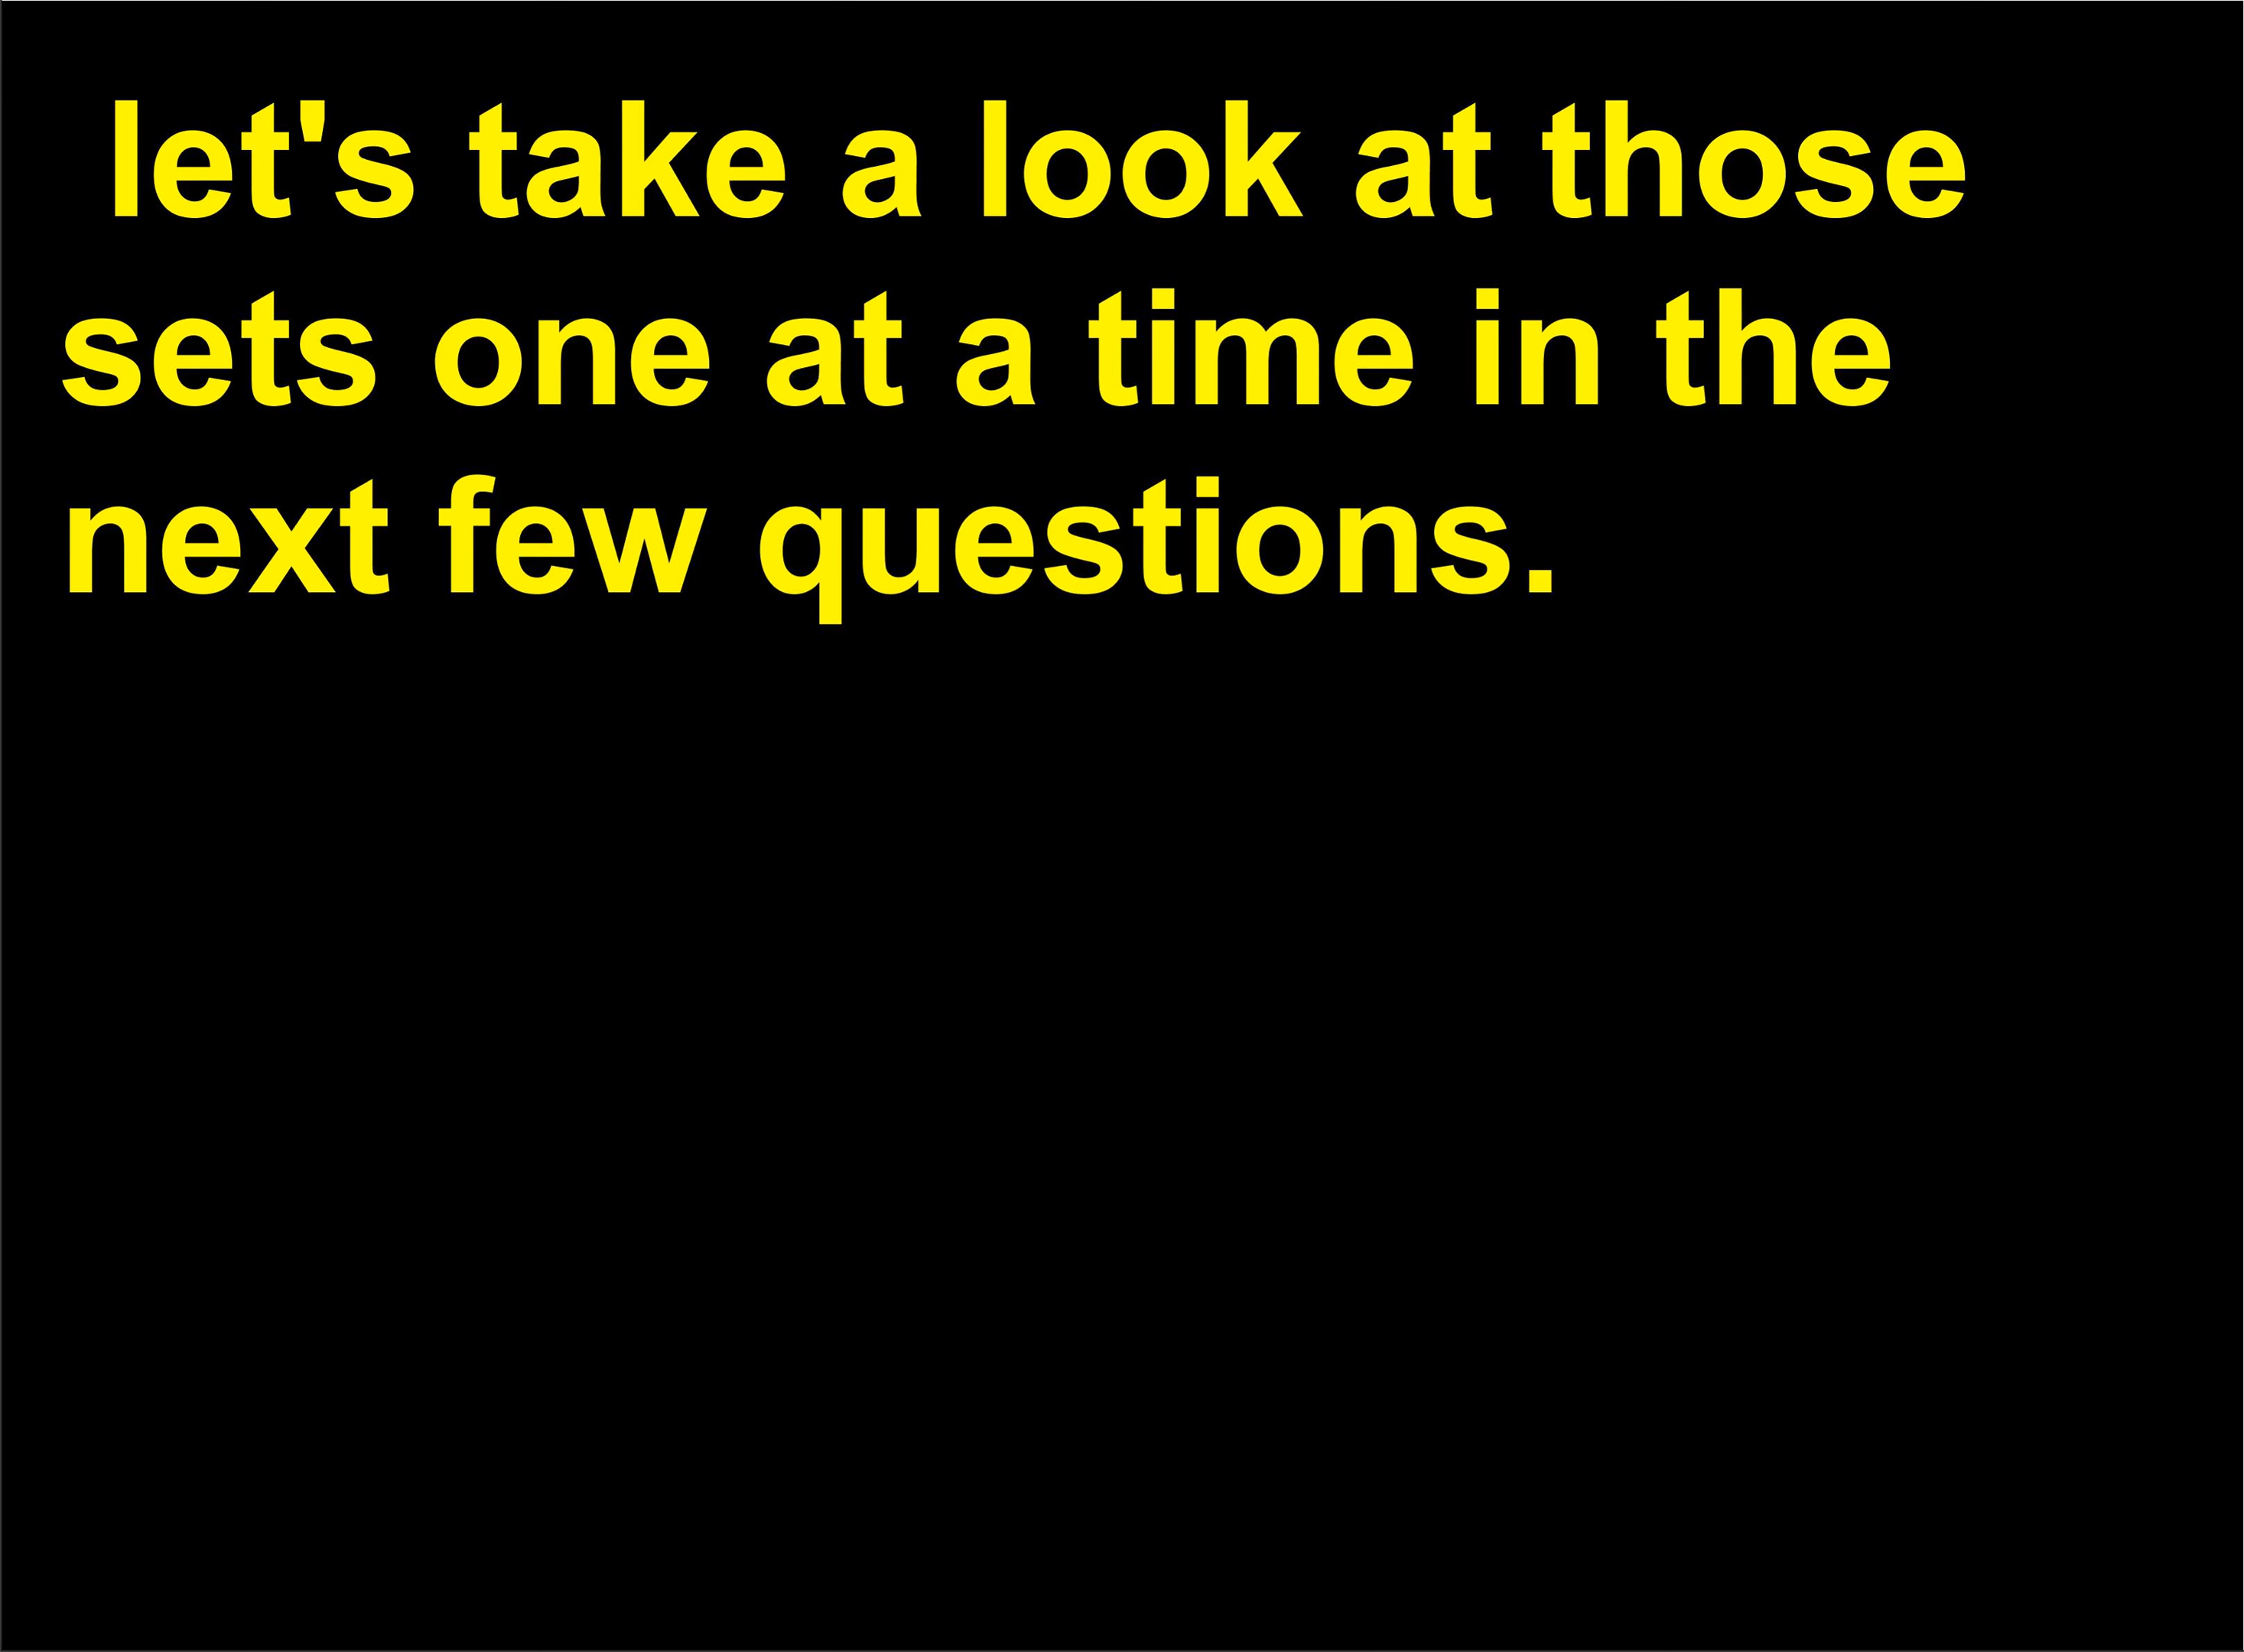 let's take a look at those
sets one at a time in the
next few questions.